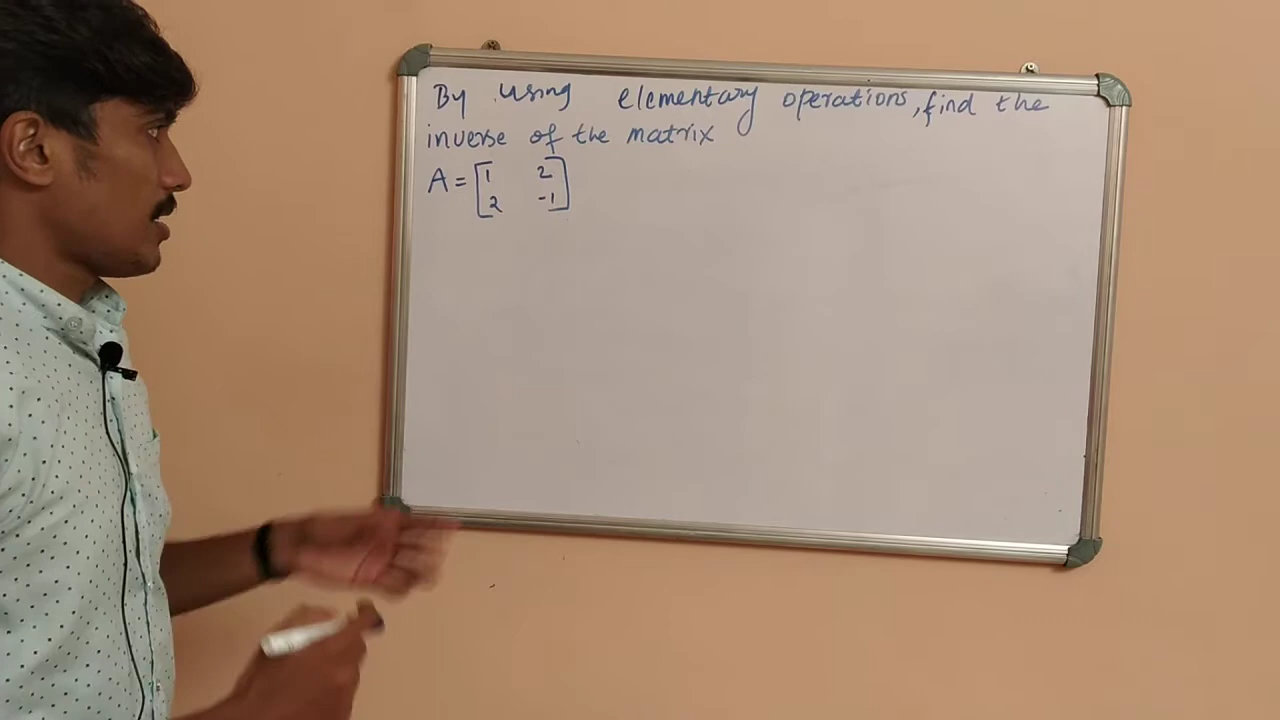 By using elementary operations, find the
inverse of the matrix
A = [1 2
2 -1]